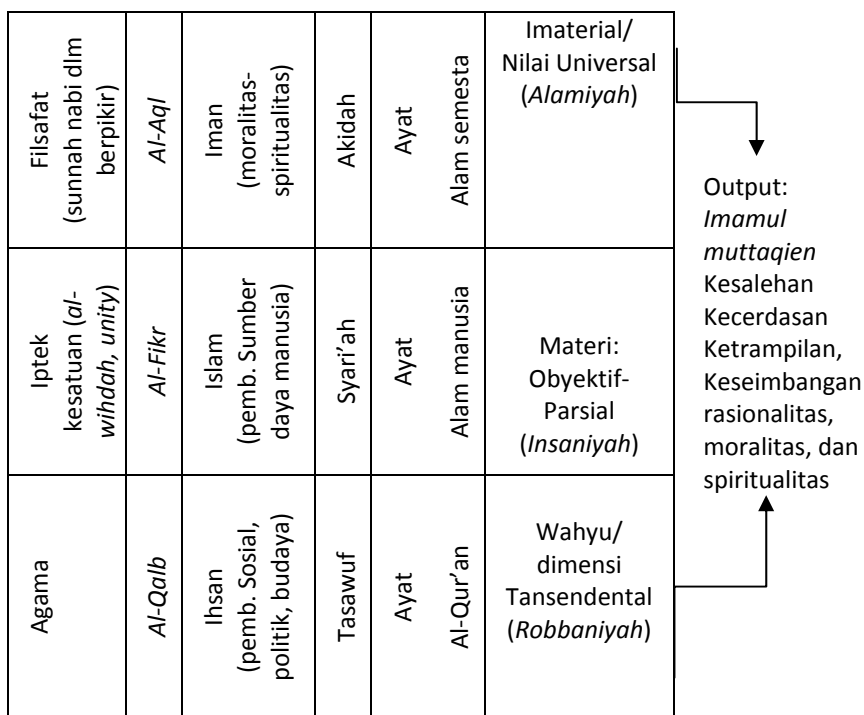 Filsafat
(sunnah nabi dlm
berpikir)
Al-Aql
Iman
(moralitas-
spiritualitas)
Akidah
Ayat
Alam semesta
Imaterial/
Nilai Universal
(Alamiyah)
Iptek
kesatuan (al-
wihdah, unity)
Al-Fikr
Islam
(pemb. Sumber
daya manusia)
Syari’ah
Ayat
Alam manusia
Materi:
Obyektif-
Parsial
(Insaniyah)
Agama
Al-Qalb
Ihsan
(pemb. Sosial,
politik, budaya)
Tasawuf
Ayat
Al-Qur’an
Wahyu/
dimensi
Tansendental
(Robbaniyah)
Output:
Imamul
muttaqien
Kesalehan
Kecerdasan
Ketrampilan,
Keseimbangan
rasionalitas,
moralitas, dan
spiritualitas